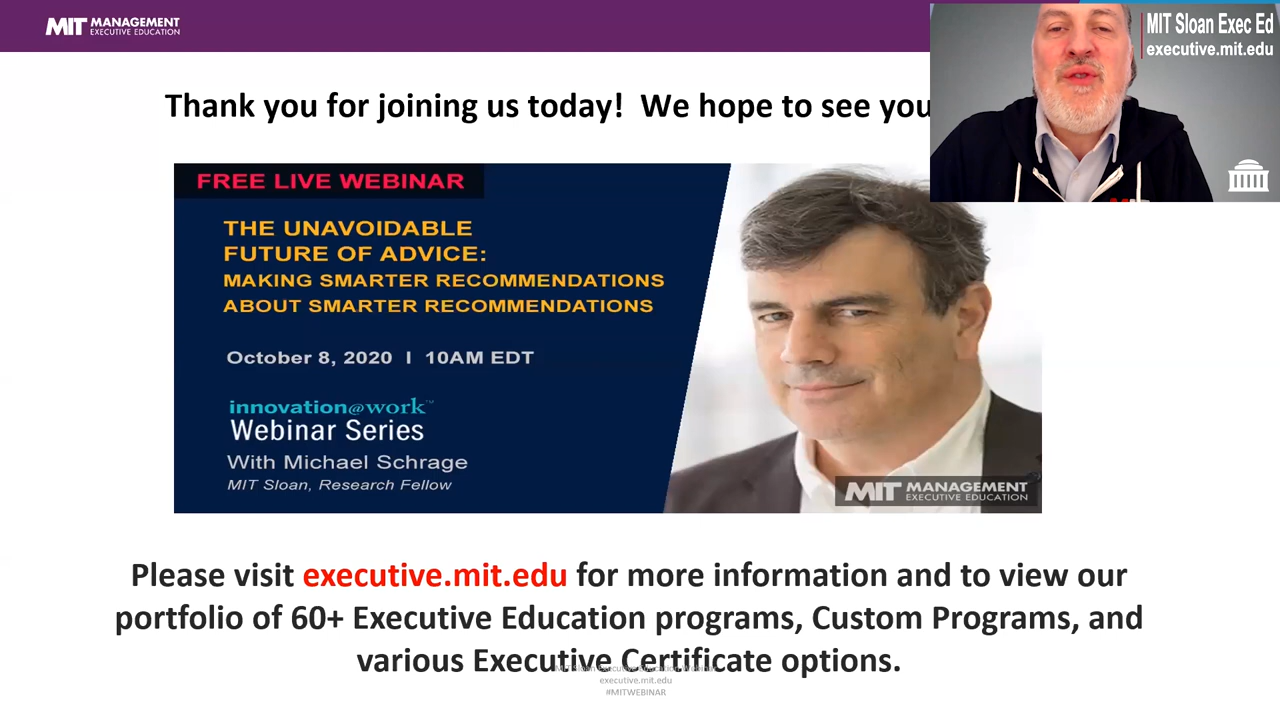 MIT MANAGEMENT
EXECUTIVE EDUCATION
MIT Sloan Exec Ed
executive.mit.edu
Thank you for joining us today!  We hope to see you
FREE LIVE WEBINAR
THE UNAVOIDABLE
FUTURE OF ADVICE:
MAKING SMARTER RECOMMENDATIONS
ABOUT SMARTER RECOMMENDATIONS
October 8, 2020 I 10AM EDT
innovation@work™
Webinar Series
With Michael Schrage
MIT Sloan, Research Fellow
MIT MANAGEMENT
EXECUTIVE EDUCATION
Please visit executive.mit.edu for more information and to view our
portfolio of 60+ Executive Education programs, Custom Programs, and
various Executive Certificate options.
executive.mit.edu
#MITWEBINAR